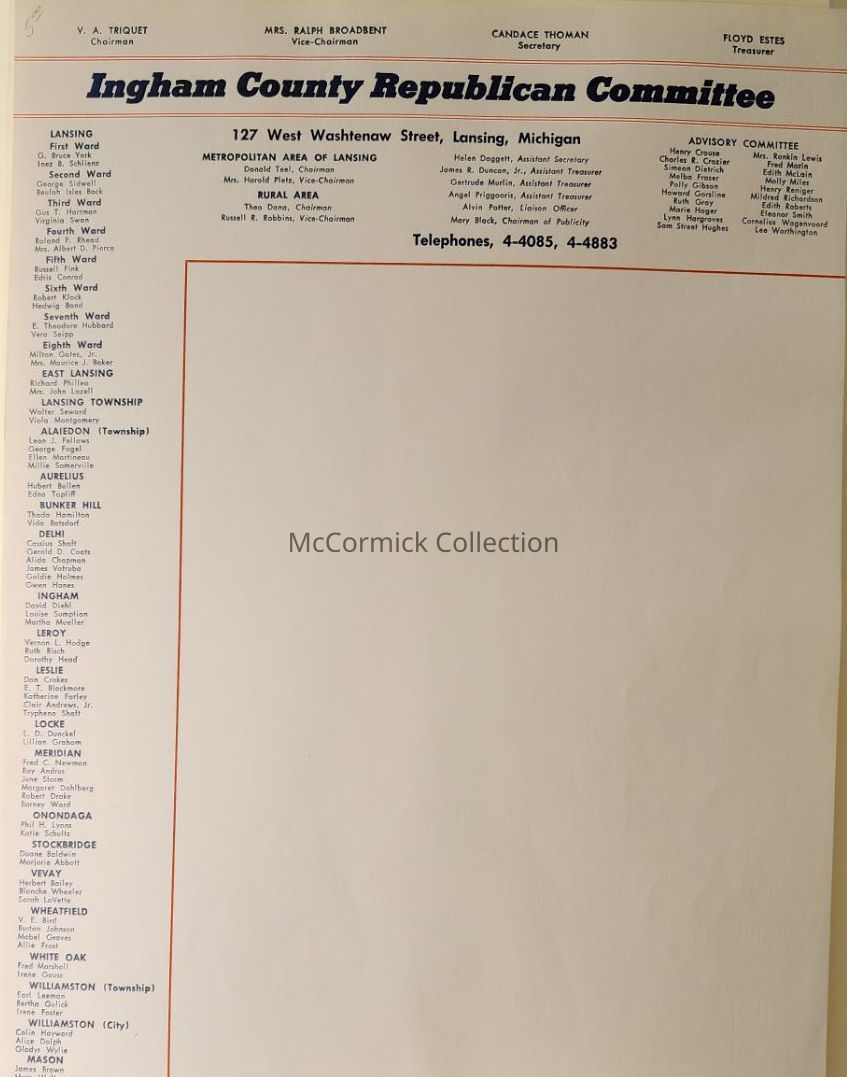 V. A. TRIQUET
Chairman
MRS. RALPH BROADBENT
Vice-Chairman
CANDACE THOMAN
Secretary
FLOYD ESTES
Treasurer
Ingham County Republican Committee
127 West Washtenaw Street, Lansing, Michigan
METROPOLITAN AREA OF LANSING
Donald Teel, Chairman
Mrs. Harold Pletz, Vice-Chairman
RURAL AREA
Theo Dana, Chairman
Russell R. Robbins, Vice-Chairman
Helen Doggett, Assistant Secretary
James R. Duncan, Jr., Assistant Treasurer
Gertrude Murlin, Assistant Treasurer
Angel Priggooris, Assistant Treasurer
Alvin Potter, Liaison Officer
Mary Black, Chairman of Publicity
Telephones, 4-4085, 4-4883
ADVISORY COMMITTEE
Henry Crouse
Charles R. Crozier
Simeon Dietrich
Melba Fraser
Polly Gibson
Howard Gorsline
Ruth Gray
Marie Hager
Lynn Hargraves
Sam Street Hughes
Mrs. Rankin Lewis
Fred Marin
Edith McLain
Molly Miles
Henry Reniger
Mildred Richardson
Edith Roberts
Eleanor Smith
Cornelius Wagenvoord
Lee Worthington
LANSING
First Ward
G. Bruce York
Inez B. Schlienz
Second Ward
George Sidwell
Beulah Isles Bock
Third Ward
Gus T. Hartman
Virginia Swan
Fourth Ward
Roland F. Rhead
Mrs. Albert D. Pierce
Fifth Ward
Russell Fink
Edris Conrad
Sixth Ward
Robert Klock
Hedwig Bond
Seventh Ward
E. Theodore Hubbard
Vera Seipp
Eighth Ward
Milton Gates, Jr.
Mrs. Maurice J. Baker
EAST LANSING
Richard Philleo
Mrs. John Lozell
LANSING TOWNSHIP
Walter Seward
Viola Montgomery
ALAIEDON (Township)
Leon J. Fellows
George Fogel
Ellen Martineau
Millie Somerville
AURELIUS
Hubert Bullen
Edna Topliff
BUNKER HILL
Theda Hamilton
Vida Batsdorf
DELHI
Cassius Shaft
Gerald D. Coats
Alida Chapman
James Votruba
Goldie Holmes
Gwen Hanes
INGHAM
David Diehl
Louise Sumption
Martha Mueller
LEROY
Vernon L. Hodge
Ruth Risch
Dorothy Head
LESLIE
Don Crakes
E. T. Blackmore
Katherine Farley
Clair Andrews, Jr.
Tryphena Shaft
LOCKE
L. D. Dunckel
Lillian Graham
MERIDIAN
Fred C. Newman
Ray Andrus
June Storm
Margaret Dahlberg
Robert Drake
Barney Ward
ONONDAGA
Phil H. Lyons
Katie Schultz
STOCKBRIDGE
Duane Baldwin
Marjorie Abbott
VEVAY
Herbert Bailey
Blanche Wheeler
Sarah LaVette
WHEATFIELD
V. E. Bird
Burton Johnson
Mabel Graves
Allie Frost
WHITE OAK
Fred Marshall
Irene Gauss
WILLIAMSTON (Township)
Earl Leeman
Bertha Gulick
Irene Foster
WILLIAMSTON (City)
Colin Hayward
Alice Dolph
Gladys Wylie
MASON
James Brown
McCormick Collection